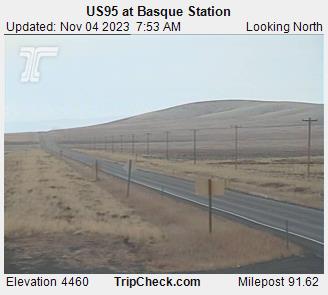 US95 at Basque Station
Updated: Nov 04 2023 7:53 AM Looking North
Elevation 4460 TripCheck.com Milepost 91.62